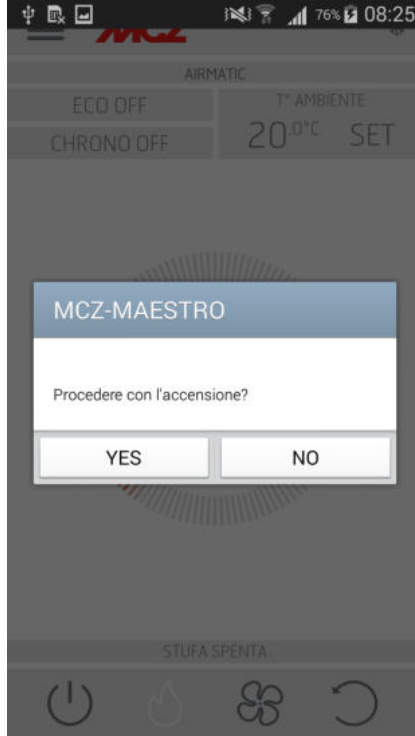 76% 08:25
MCZ
AIRMATIC
ECO OFF
T° AMBIENTE
CHRONO OFF
20.0°C SET
MCZ-MAESTRO
Procedere con l'accensione?
YES NO
STUFA SPENTA